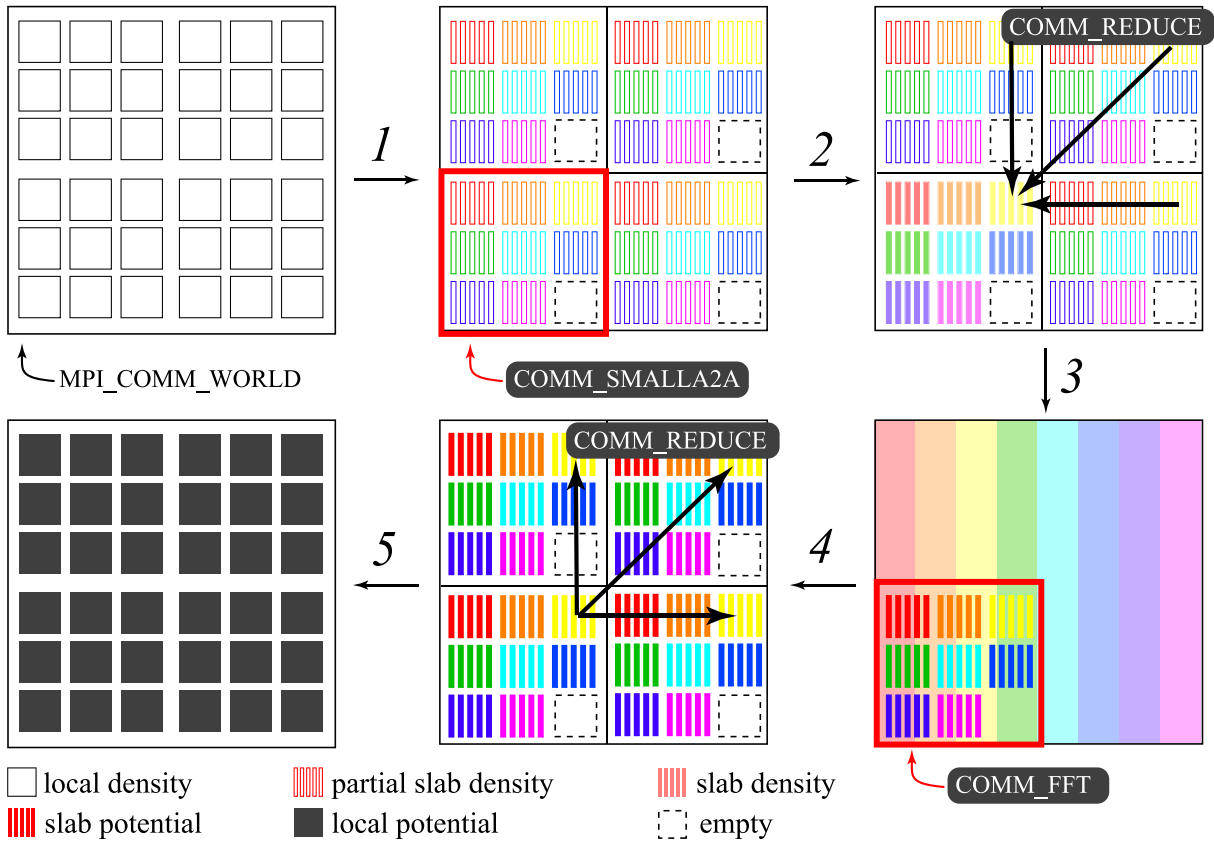 COMM_REDUCE
1
2
MPI_COMM_WORLD
COMM_SMALLA2A
3
COMM_REDUCE
5
4
local density
partial slab density
slab density
COMM_FFT
slab potential
local potential
empty